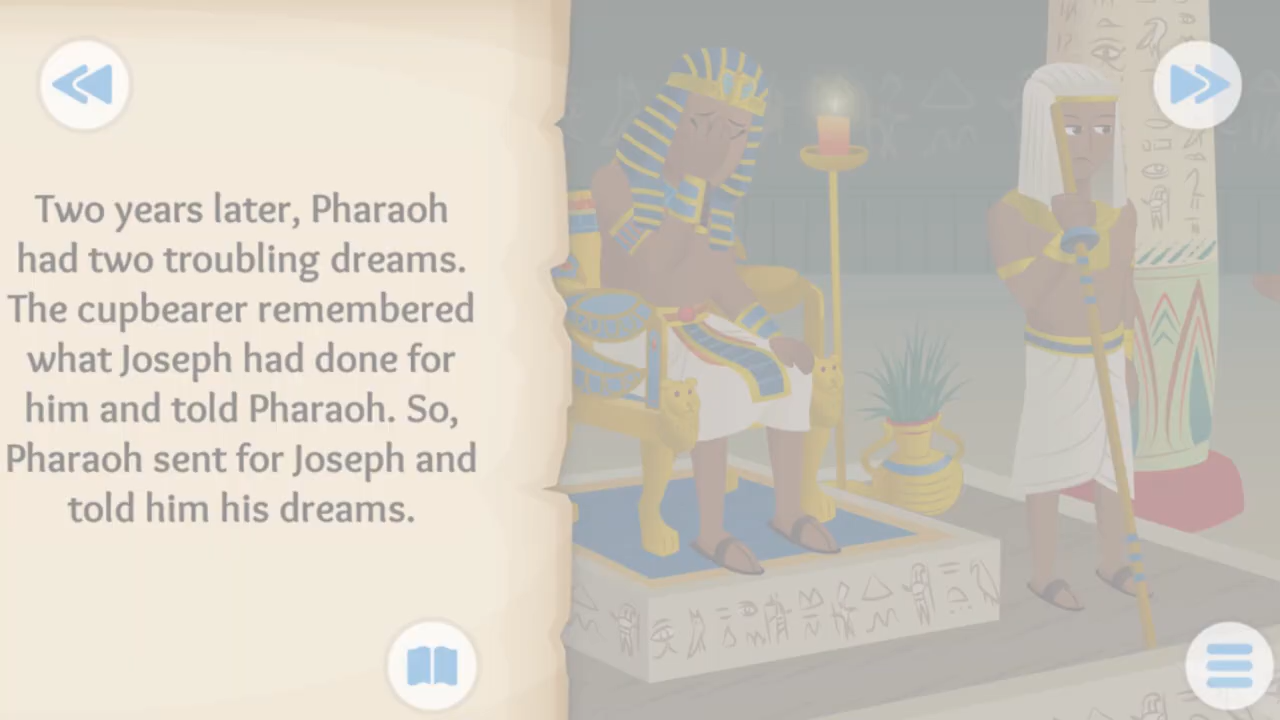 Two years later, Pharaoh
had two troubling dreams.
The cupbearer remembered
what Joseph had done for
him and told Pharaoh. So,
Pharaoh sent for Joseph and
told him his dreams.